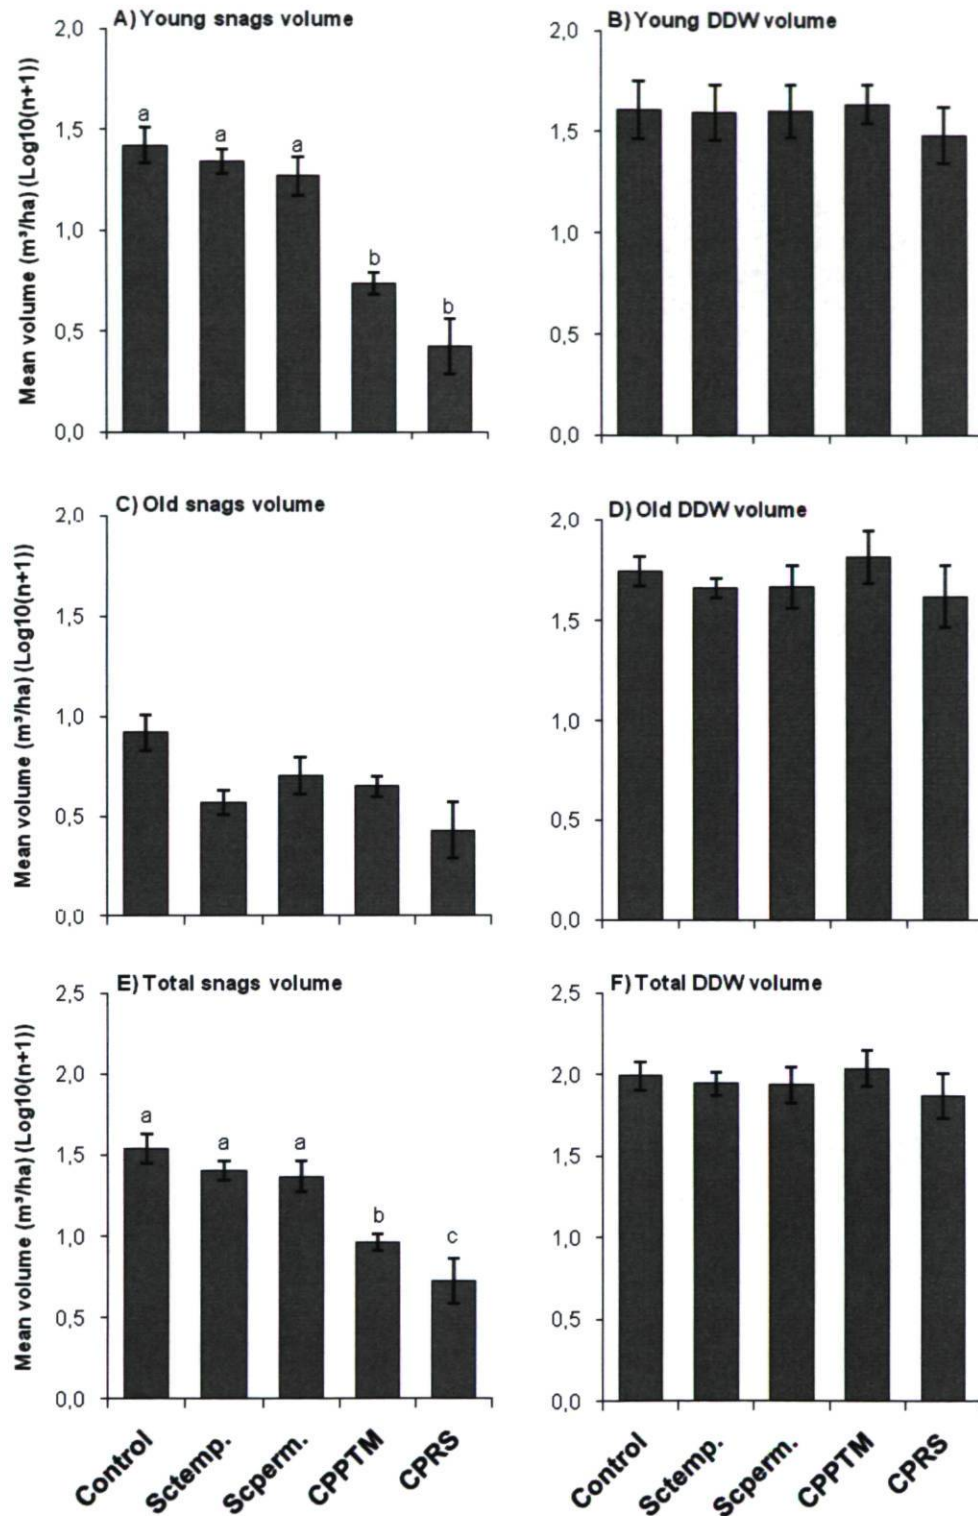 A) Young snags volume
Mean volume (m³/ha) (Log10(n+1))
2,0
1,5
1,0
0,5
0,0
a
a
a
b
b
B) Young DDW volume
2,0
1,5
1,0
0,5
0,0
C) Old snags volume
Mean volume (m³/ha) (Log10(n+1))
2,0
1,5
1,0
0,5
0,0
D) Old DDW volume
2,0
1,5
1,0
0,5
0,0
E) Total snags volume
Mean volume (m³/ha) (Log10(n+1))
2,5
2,0
1,5
1,0
0,5
0,0
a
a
a
b
c
Control
Sctemp.
Scperm.
CPPTM
CPRS
F) Total DDW volume
2,5
2,0
1,5
1,0
0,5
0,0
Control
Sctemp.
Scperm.
CPPTM
CPRS